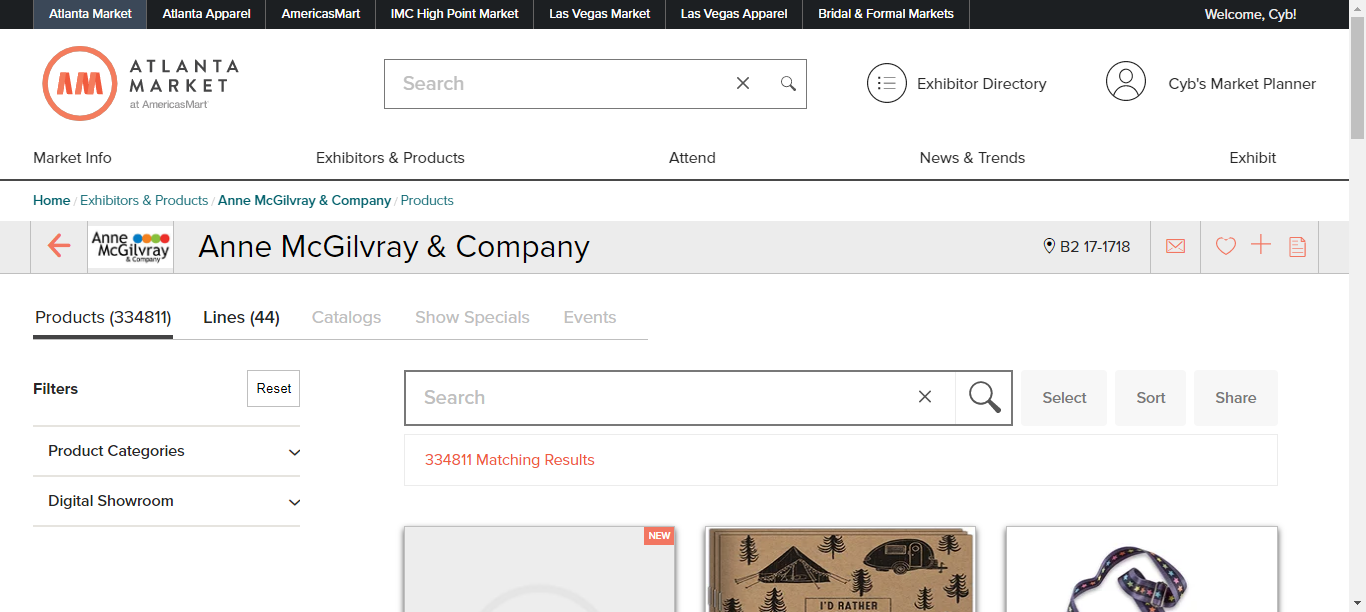 Atlanta Market
Atlanta Apparel
AmericasMart
IMC High Point Market
Las Vegas Market
Las Vegas Apparel
Bridal & Formal Markets
Welcome, Cyb!
AM
ATLANTA
MARKET
at AmericasMart
Search
Exhibitor Directory
Cyb's Market Planner
Market Info
Exhibitors & Products
Attend
News & Trends
Exhibit
Home / Exhibitors & Products / Anne McGilvray & Company / Products
Anne
McGilvray
& Company
Anne McGilvray & Company
B2 17-1718
Products (334811)
Lines (44)
Catalogs
Show Specials
Events
Filters
Reset
Search
Select
Sort
Share
Product Categories
Digital Showroom
334811 Matching Results
NEW
I'D RATHER